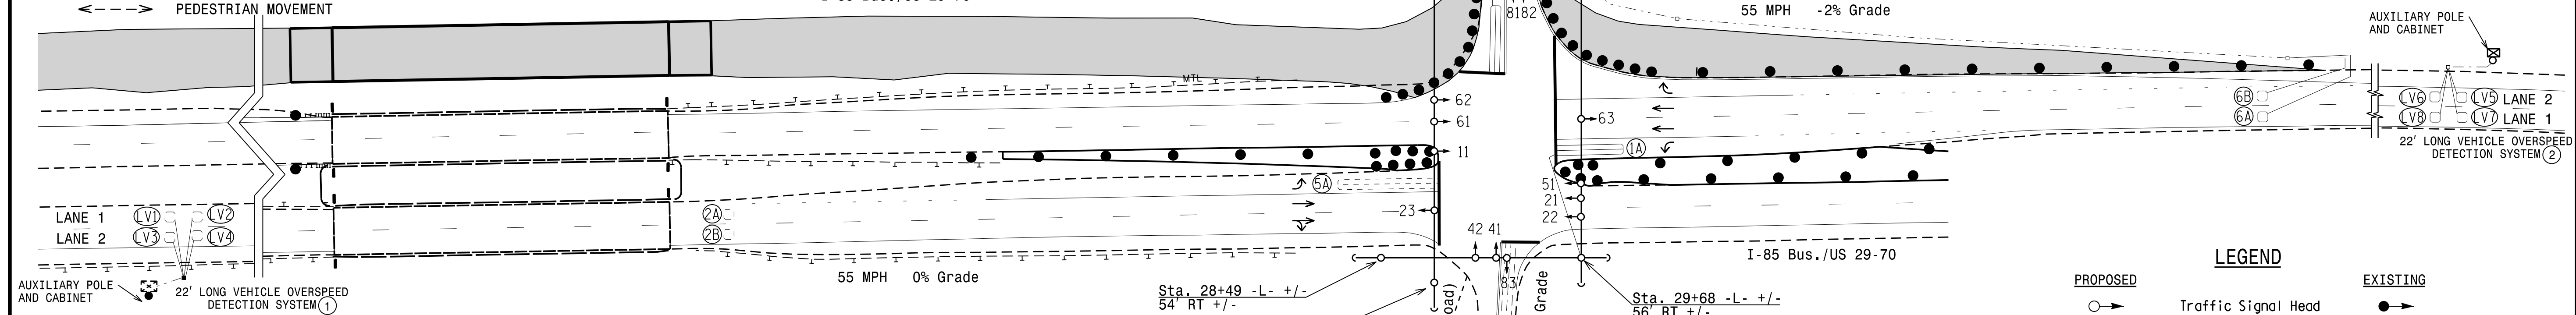 PEDESTRIAN MOVEMENT
8182
55 MPH -2% Grade
AUXILIARY POLE
AND CABINET
MTL
62
61
63
11
1A
6B
6A
LV6
LV5
LANE 2
LV8
LV7
LANE 1
22' LONG VEHICLE OVERSPEED
DETECTION SYSTEM 2
5A
51
21
22
23
42 41
83
LANE 1
LV1
LV2
LANE 2
LV3
LV4
2A
2B
AUXILIARY POLE
AND CABINET
22' LONG VEHICLE OVERSPEED
DETECTION SYSTEM 1
55 MPH 0% Grade
Sta. 28+49 -L- +/-
54' RT +/-
oad)
Grade
Sta. 29+68 -L- +/-
56' RT +/-
I-85 Bus./US 29-70
LEGEND
PROPOSED
EXISTING
Traffic Signal Head